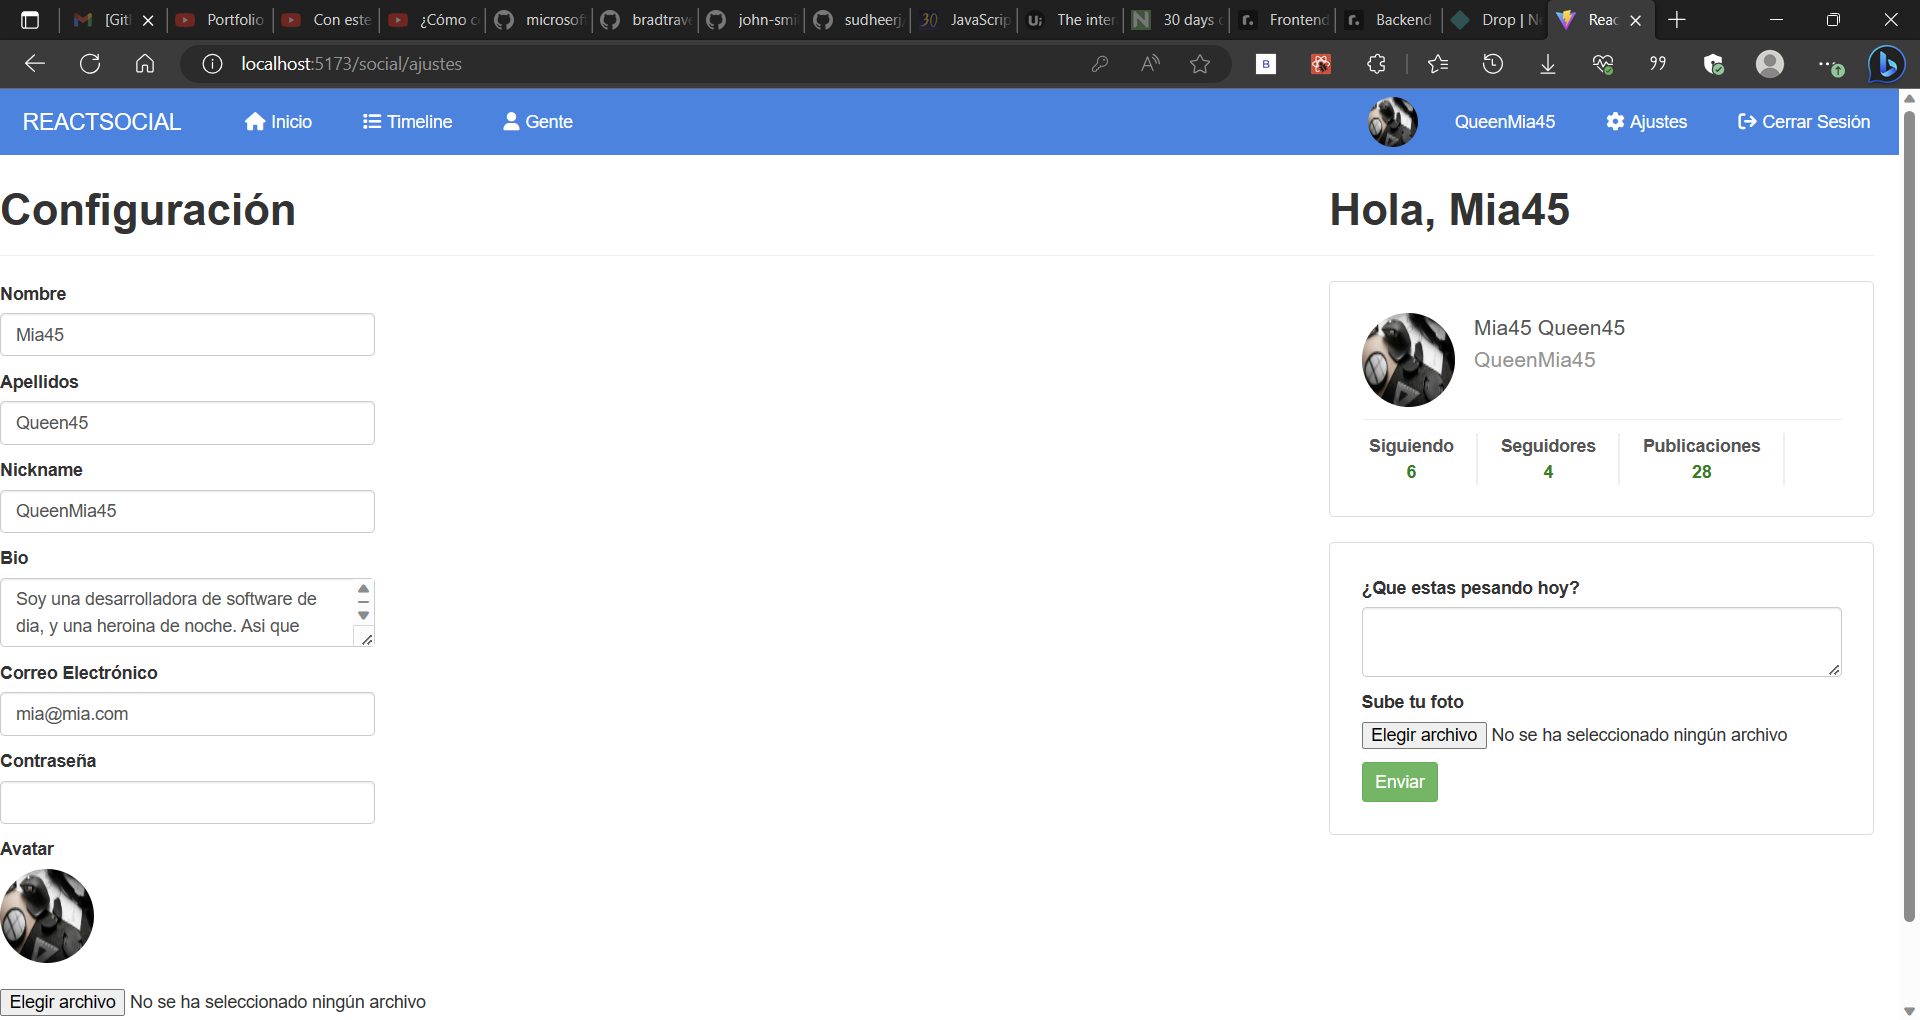 [Git
Portfolio
Con este
¿Cómo c
microsof
bradtrave
john-smi
sudheerj
30 JavaScrip
U; The inter
N 30 days c
r. Frontend
r. Backend
Drop | Ne
Reac
localhost:5173/social/ajustes
REACTSOCIAL
Inicio
Timeline
Gente
QueenMia45
Ajustes
Cerrar Sesión
Configuración
Nombre
Mia45
Apellidos
Queen45
Nickname
QueenMia45
Bio
Soy una desarrolladora de software de
dia, y una heroina de noche. Asi que
Correo Electrónico
mia@mia.com
Contraseña
Avatar
Elegir archivo No se ha seleccionado ningún archivo
Hola, Mia45
Mia45 Queen45
QueenMia45
Siguiendo
6
Seguidores
4
Publicaciones
28
¿Que estas pesando hoy?
Sube tu foto
Elegir archivo No se ha seleccionado ningún archivo
Enviar